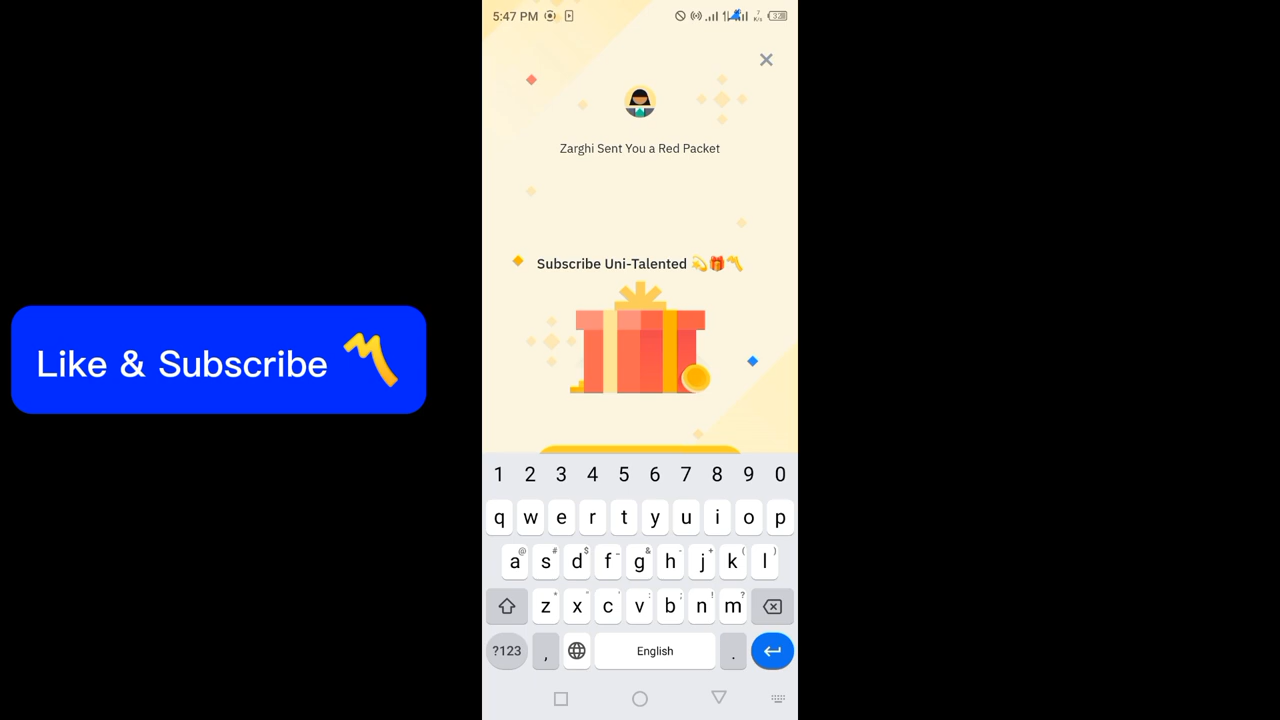 5:47 PM
Zarghi Sent You a Red Packet
Subscribe Uni-Talented 💫🎁〽️
Like & Subscribe 〽️
1 2 3 4 5 6 7 8 9 0
q w e r t y u i o p
@ # $ _ & - + ( )
a s d f g h j k l
* " ' : ; ! ?
z x c v b n m
?123 , English .